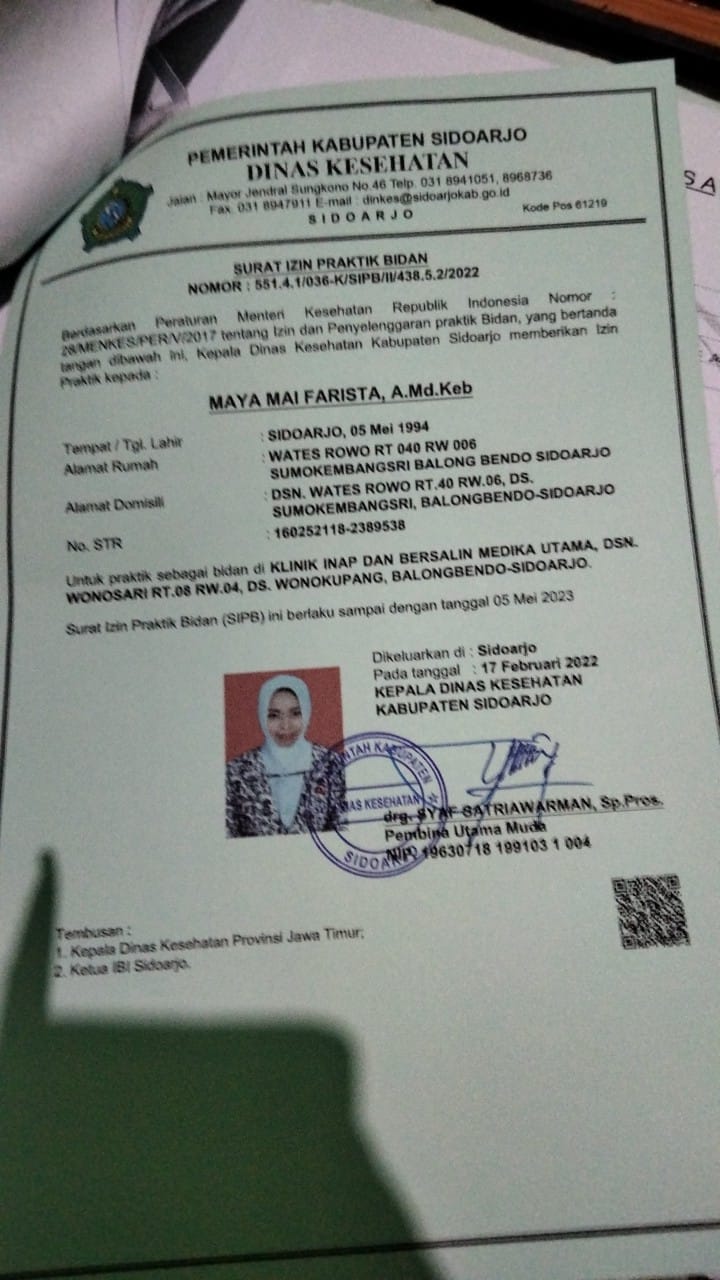 PEMERINTAH KABUPATEN SIDOARJO
DINAS KESEHATAN
Jalan : Mayor Jendral Sungkono No.46 Telp. 031 8941051, 8968736
Fax. 031 8947911 E-mail : dinkes@sidoarjokab.go.id
SIDOARJO
Kode Pos 61219
SURAT IZIN PRAKTIK BIDAN
NOMOR : 551.4.1/036-K/SIPB/II/438.5.2/2022
Berdasarkan Peraturan Menteri Kesehatan Republik Indonesia Nomor :
28/MENKES/PER/V/2017 tentang Izin dan Penyelenggaran praktik Bidan, yang bertanda
tangan dibawah ini, Kepala Dinas Kesehatan Kabupaten Sidoarjo memberikan Izin
Praktik kepada :
MAYA MAI FARISTA, A.Md.Keb
Tempat / Tgl. Lahir : SIDOARJO, 05 Mei 1994
Alamat Rumah : WATES ROWO RT 040 RW 006
SUMOKEMBANGSRI BALONG BENDO SIDOARJO
Alamat Domisili : DSN. WATES ROWO RT.40 RW.06, DS.
SUMOKEMBANGSRI, BALONGBENDO-SIDOARJO
No. STR : 160252118-2389538
Untuk praktik sebagai bidan di KLINIK INAP DAN BERSALIN MEDIKA UTAMA, DSN.
WONOSARI RT.08 RW.04, DS. WONOKUPANG, BALONGBENDO-SIDOARJO.
Surat Izin Praktik Bidan (SIPB) ini berlaku sampai dengan tanggal 05 Mei 2023
Dikeluarkan di : Sidoarjo
Pada tanggal : 17 Februari 2022
KEPALA DINAS KESEHATAN
KABUPATEN SIDOARJO
drg. SYAF SATRIAWARMAN, Sp.Pros.
Pembina Utama Muda
NIP. 19630718 199103 1 004
Tembusan :
1. Kepala Dinas Kesehatan Provinsi Jawa Timur;
2. Ketua IBI Sidoarjo.